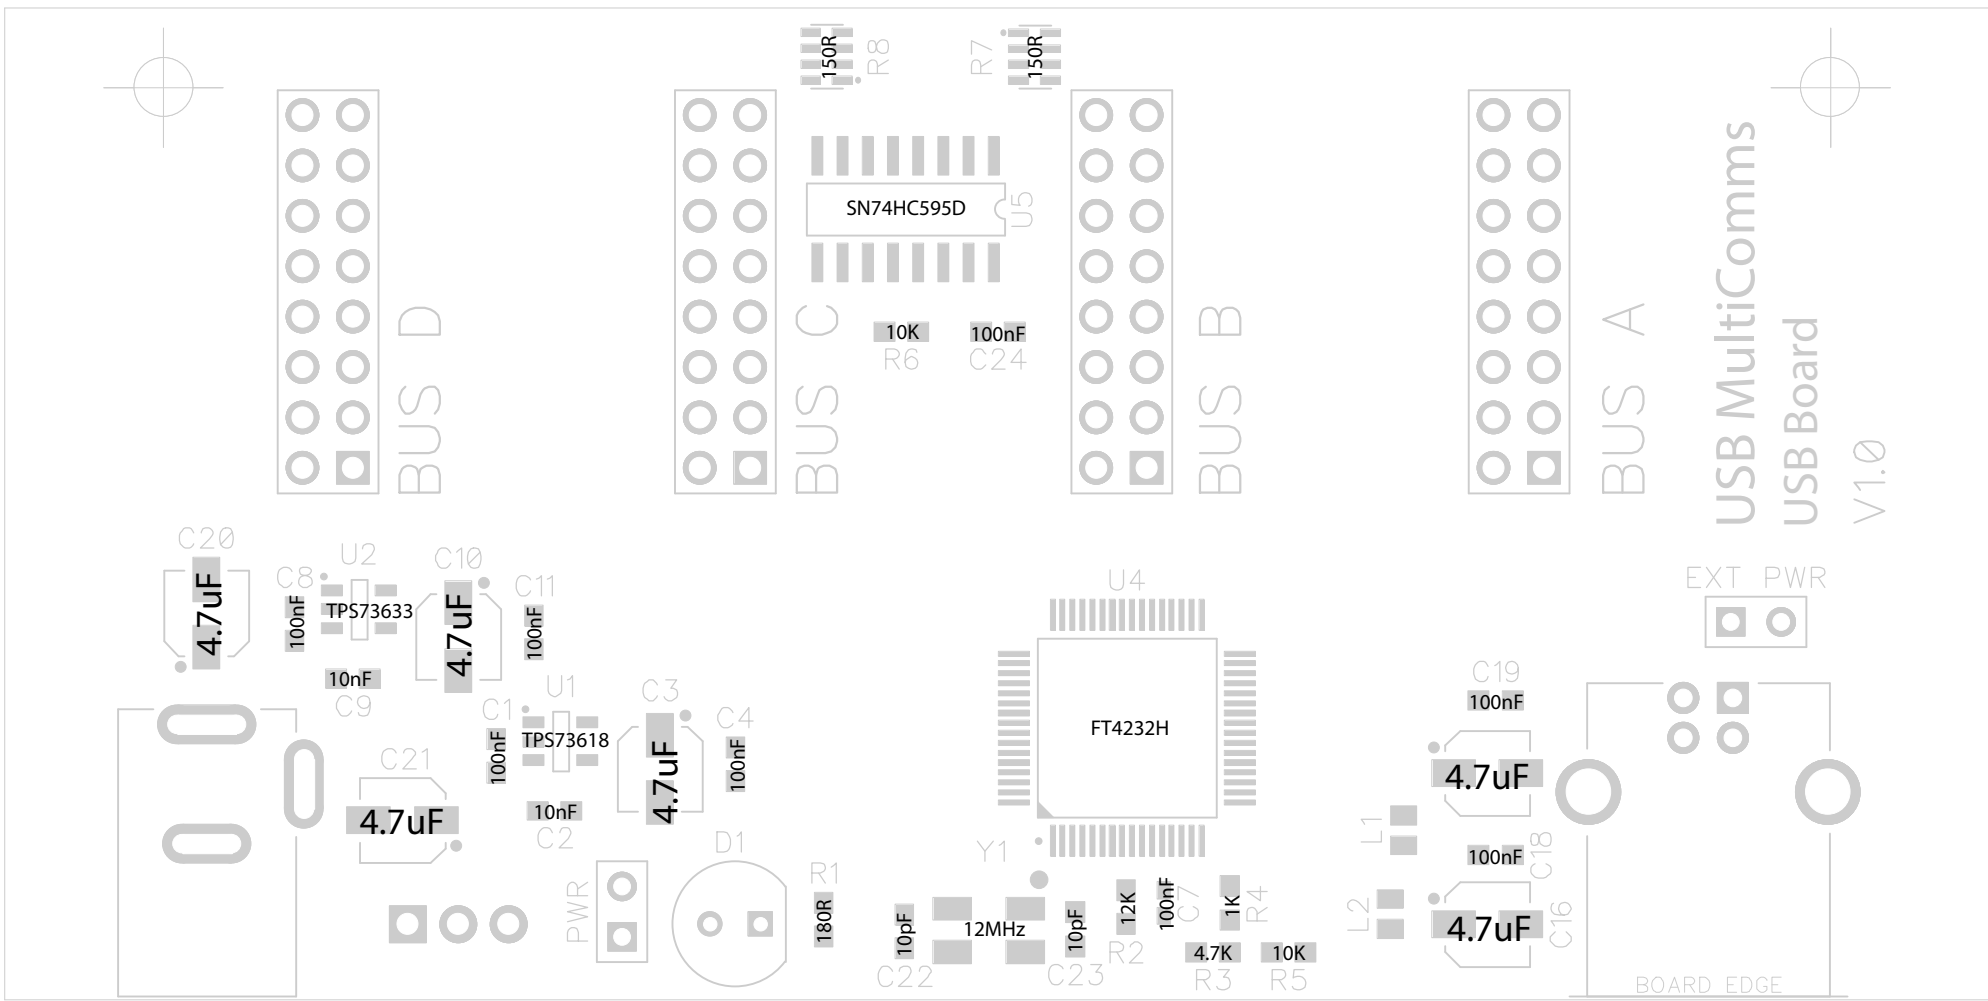 150R
R8
R7
150R
SN74HC595D
U5
10K
R6
100nF
C24
BUS D
BUS C
BUS B
BUS A
USB MultiComms
USB Board
V1.0
C20
4.7uF
C8
100nF
U2
TPS73633
10nF
C9
C10
4.7uF
C11
100nF
C1
100nF
U1
TPS73618
10nF
C2
C3
4.7uF
C4
100nF
C21
4.7uF
PWR
D1
R1
180R
U4
FT4232H
Y1
12MHz
10pF
C22
10pF
C23
12K
R2
100nF
C7
1K
R4
4.7K
R3
10K
R5
EXT PWR
C19
100nF
4.7uF
L1
100nF
C18
L2
4.7uF
C16
BOARD EDGE